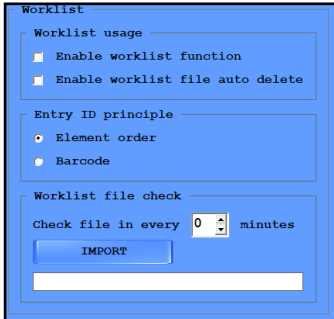 Worklist
Worklist usage
Enable worklist function
Enable worklist file auto delete
Entry ID principle
Element order
Barcode
Worklist file check
Check file in every 0 minutes
IMPORT